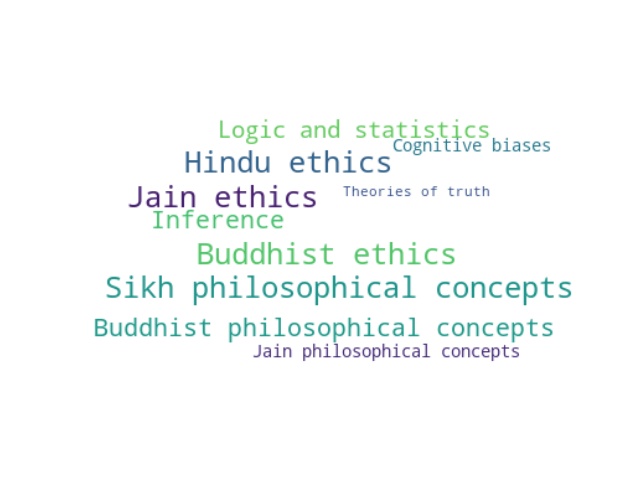 Logic and statistics
Cognitive biases
Hindu ethics
Jain ethics
Theories of truth
Inference
Buddhist ethics
Sikh philosophical concepts
Buddhist philosophical concepts
Jain philosophical concepts